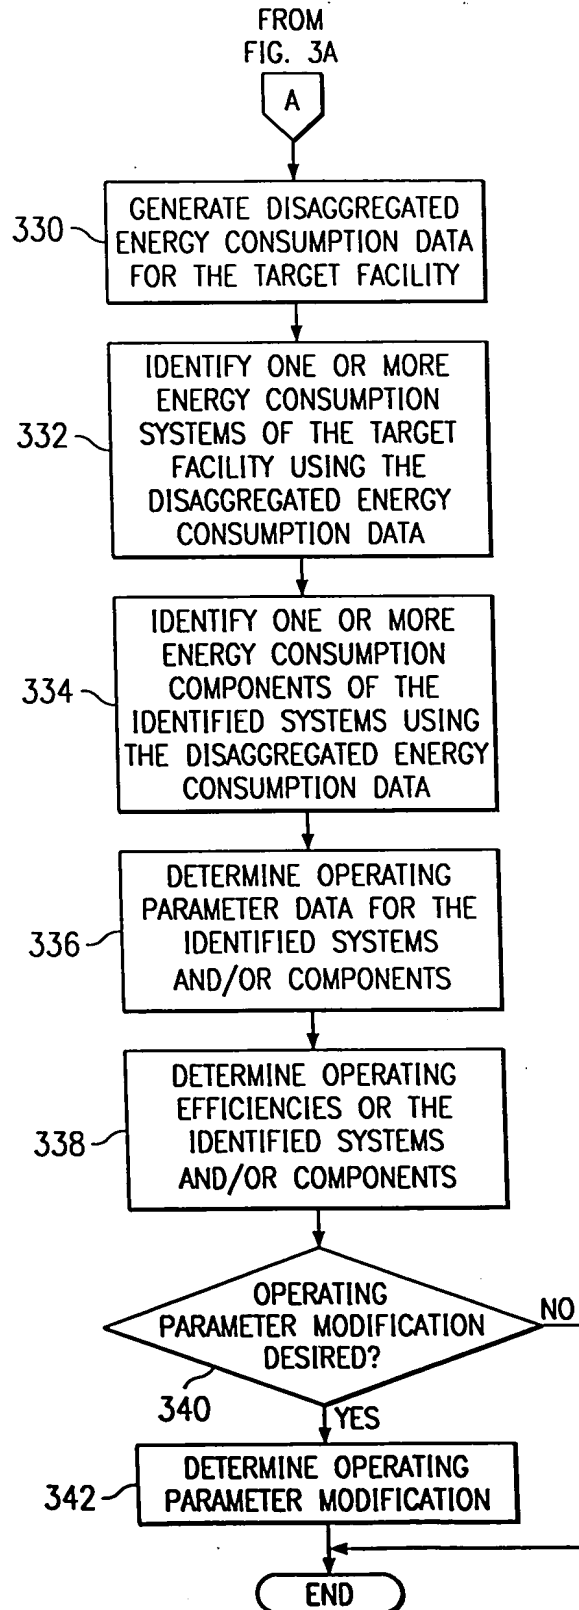 FROM
FIG. 3A
A
330
GENERATE DISAGGREGATED
ENERGY CONSUMPTION DATA
FOR THE TARGET FACILITY
332
IDENTIFY ONE OR MORE
ENERGY CONSUMPTION
SYSTEMS OF THE TARGET
FACILITY USING THE
DISAGGREGATED ENERGY
CONSUMPTION DATA
334
IDENTIFY ONE OR MORE
ENERGY CONSUMPTION
COMPONENTS OF THE
IDENTIFIED SYSTEMS USING
THE DISAGGREGATED ENERGY
CONSUMPTION DATA
336
DETERMINE OPERATING
PARAMETER DATA FOR THE
IDENTIFIED SYSTEMS
AND/OR COMPONENTS
338
DETERMINE OPERATING
EFFICIENCIES OR THE
IDENTIFIED SYSTEMS
AND/OR COMPONENTS
OPERATING
PARAMETER MODIFICATION
DESIRED?
NO
340
YES
342
DETERMINE OPERATING
PARAMETER MODIFICATION
END